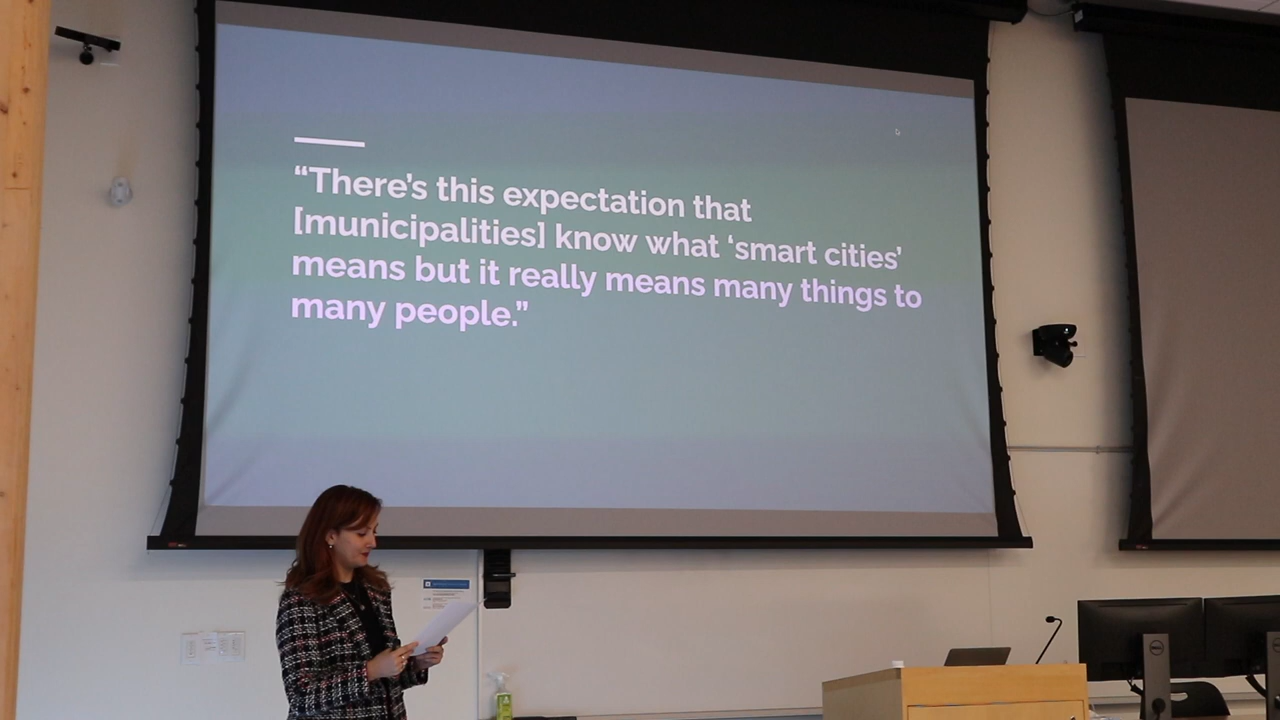 “There’s this expectation that
[municipalities] know what ‘smart cities’
means but it really means many things to
many people.”
DELL